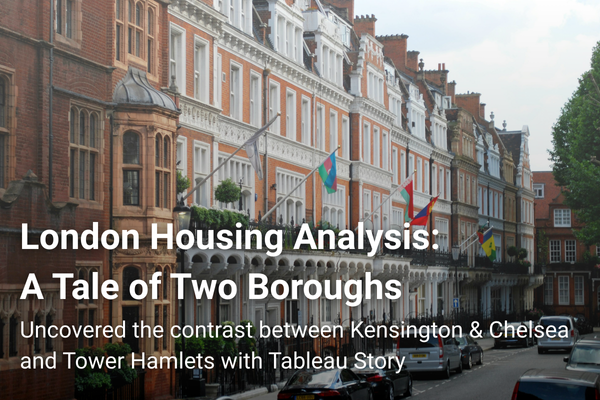 London Housing Analysis:
A Tale of Two Boroughs
Uncovered the contrast between Kensington & Chelsea
and Tower Hamlets with Tableau Story